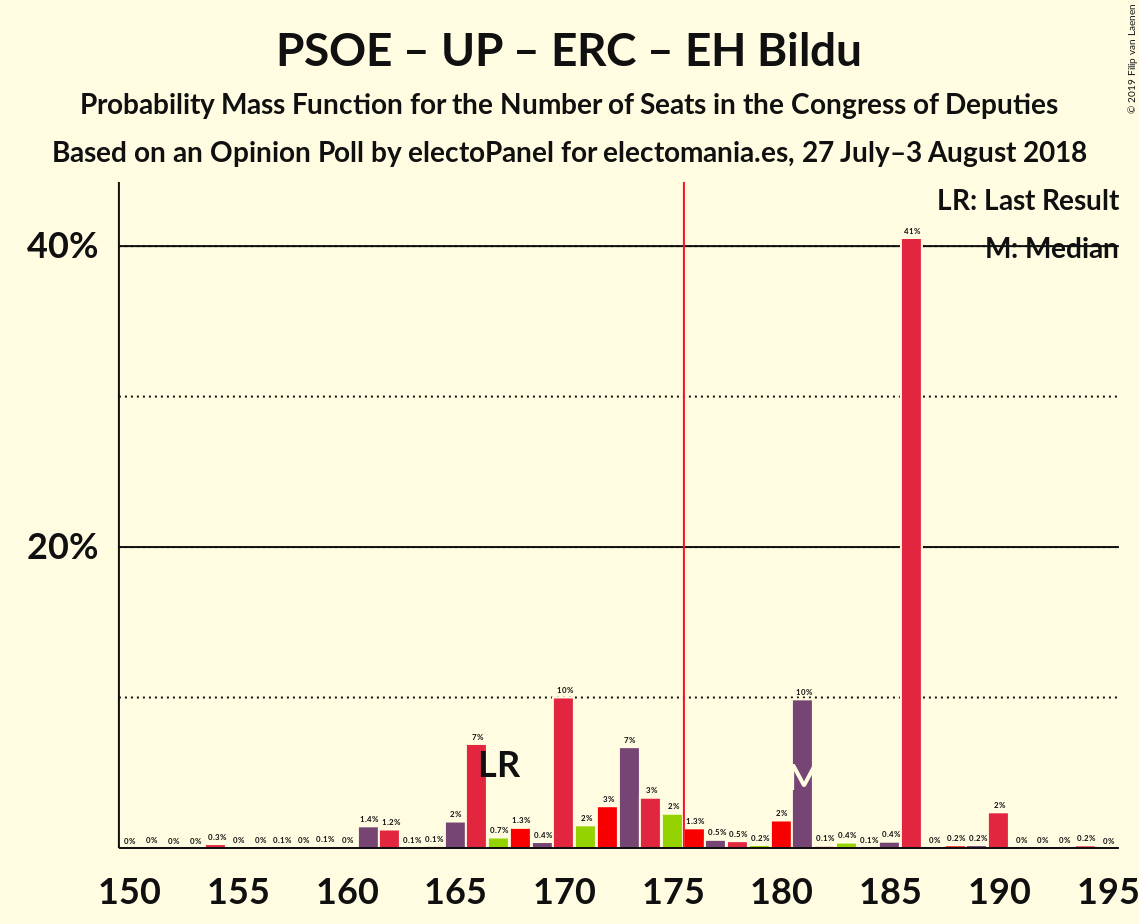 PSOE – UP – ERC – EH Bildu
Probability Mass Function for the Number of Seats in the Congress of Deputies
Based on an Opinion Poll by electoPanel for electomania.es, 27 July–3 August 2018
© 2019 Filip van Laenen
LR: Last Result
M: Median
40%
20%
0% 0% 0% 0% 0.3% 0% 0% 0.1% 0% 0.1% 0% 1.4% 1.2% 0.1% 0.1% 2% 7% 0.7% 1.3% 0.4% 10% 2% 3% 7% 3% 2% 1.3% 0.5% 0.5% 0.2% 2% 10% 0.1% 0.4% 0.1% 0.4% 41% 0% 0.2% 0.2% 2% 0% 0% 0% 0.2% 0%
LR
M
150 155 160 165 170 175 180 185 190 195